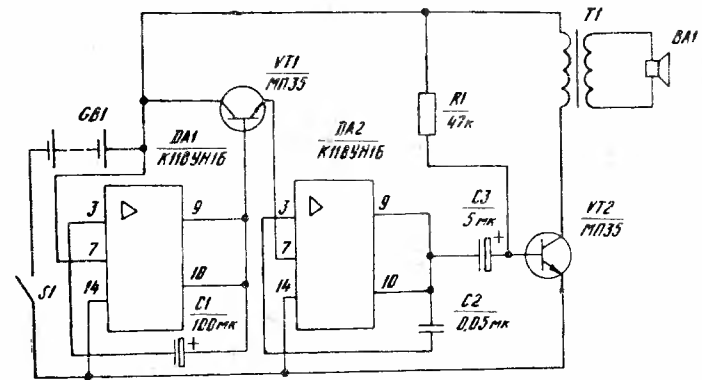 T1
BA1
VT1
МП35
GB1
DA1
К118УН1Б
R1
47к
DA2
К118УН1Б
3
9
7
10
14
S1
C1
100мк
3
9
7
10
14
C3
5мк
+
VT2
МП35
C2
0,05мк
+